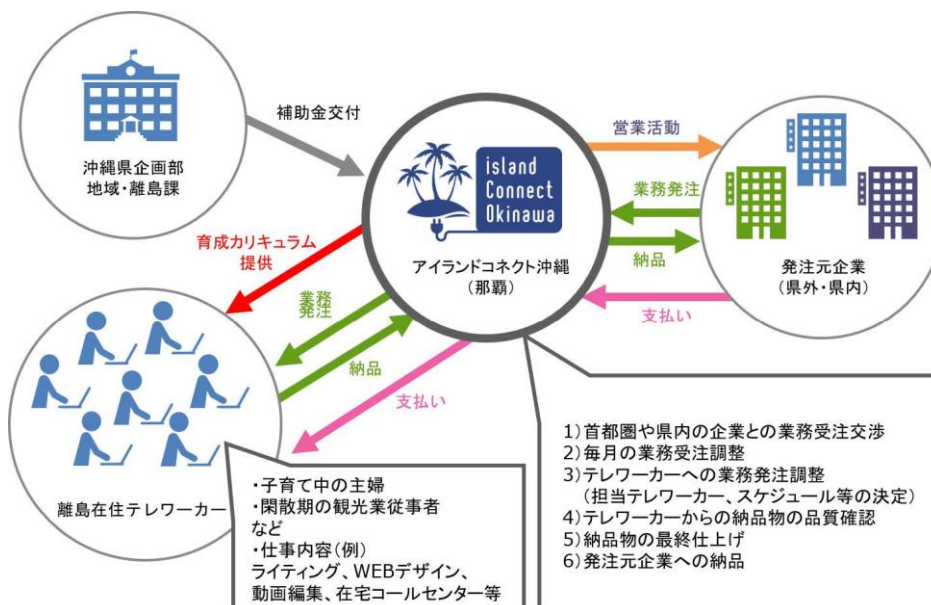 沖縄県企画部
地域・離島課
補助金交付
island
Connect
Okinawa
アイランドコネクト沖縄
(那覇)
営業活動
業務発注
納品
支払い
発注元企業
(県外・県内)
育成カリキュラム
提供
業務
発注
納品
支払い
離島在住テレワーカー
・子育て中の主婦
・閑散期の観光業従事者
など
・仕事内容(例)
ライティング、WEBデザイン、
動画編集、在宅コールセンター等
1)首都圏や県内の企業との業務受注交渉
2)毎月の業務受注調整
3)テレワーカーへの業務発注調整
(担当テレワーカー、スケジュール等の決定)
4)テレワーカーからの納品物の品質確認
5)納品物の最終仕上げ
6)発注元企業への納品